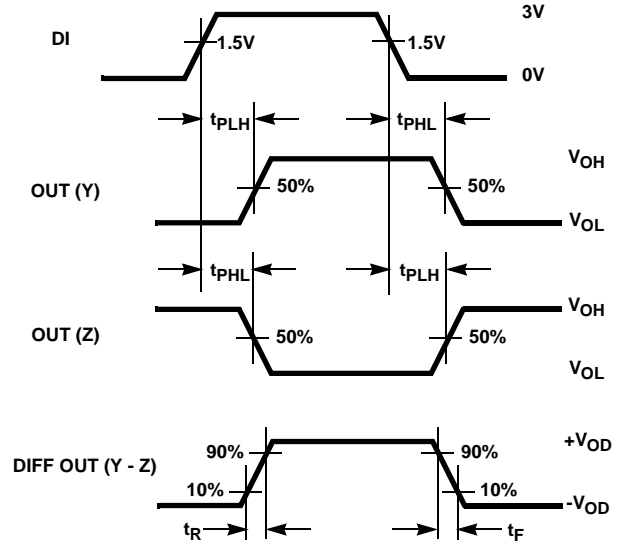 3V
DI
1.5V
1.5V
0V
tPLH
tPHL
VOH
OUT (Y)
50%
50%
VOL
tPHL
tPLH
VOH
OUT (Z)
50%
50%
VOL
+VOD
90%
90%
DIFF OUT (Y - Z)
10%
10%
-VOD
tR
tF